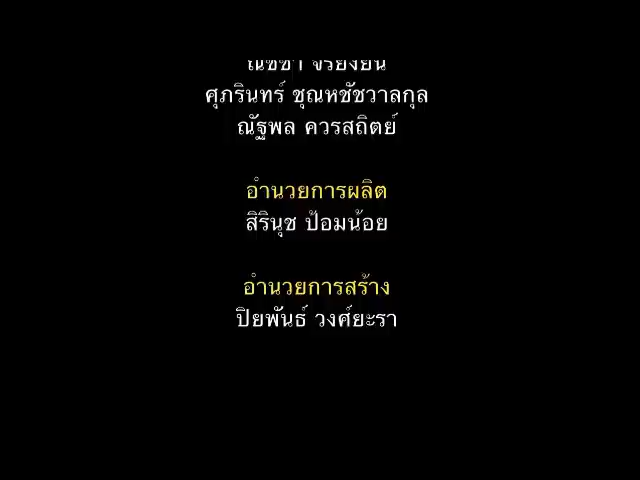 ศุภรินทร์ ชุณหชัชวาลกุล
ณัฐพล ควรสถิตย์
อำนวยการผลิต
สิรินุช ป้อมน้อย
อำนวยการสร้าง
ปิยพันธ์ วงศ์ยะรา